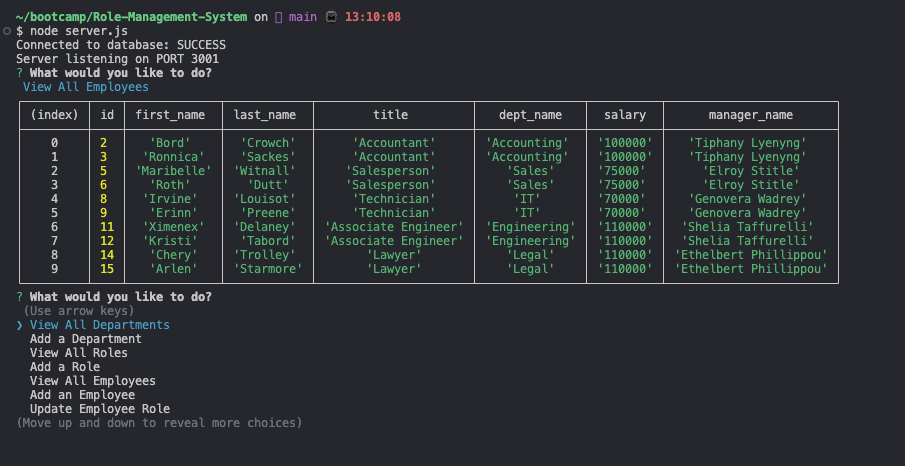 ~/bootcamp/Role-Management-System on main 13:10:08
$ node server.js
Connected to database: SUCCESS
Server listening on PORT 3001
? What would you like to do?
View All Employees
(index) id first_name last_name title dept_name salary manager_name
0 2 'Bord' 'Crowch' 'Accountant' 'Accounting' '100000' 'Tiphany Lyenyng'
1 3 'Ronnica' 'Sackes' 'Accountant' 'Accounting' '100000' 'Tiphany Lyenyng'
2 5 'Maribelle' 'Witnall' 'Salesperson' 'Sales' '75000' 'Elroy Stitle'
3 6 'Roth' 'Dutt' 'Salesperson' 'Sales' '75000' 'Elroy Stitle'
4 8 'Irvine' 'Louisot' 'Technician' 'IT' '70000' 'Genovera Wadrey'
5 9 'Erinn' 'Preene' 'Technician' 'IT' '70000' 'Genovera Wadrey'
6 11 'Ximenex' 'Delaney' 'Associate Engineer' 'Engineering' '110000' 'Shelia Taffurelli'
7 12 'Kristi' 'Tabord' 'Associate Engineer' 'Engineering' '110000' 'Shelia Taffurelli'
8 14 'Chery' 'Trolley' 'Lawyer' 'Legal' '110000' 'Ethelbert Phillippou'
9 15 'Arlen' 'Starmore' 'Lawyer' 'Legal' '110000' 'Ethelbert Phillippou'
? What would you like to do?
(Use arrow keys)
❯ View All Departments
Add a Department
View All Roles
Add a Role
View All Employees
Add an Employee
Update Employee Role
(Move up and down to reveal more choices)